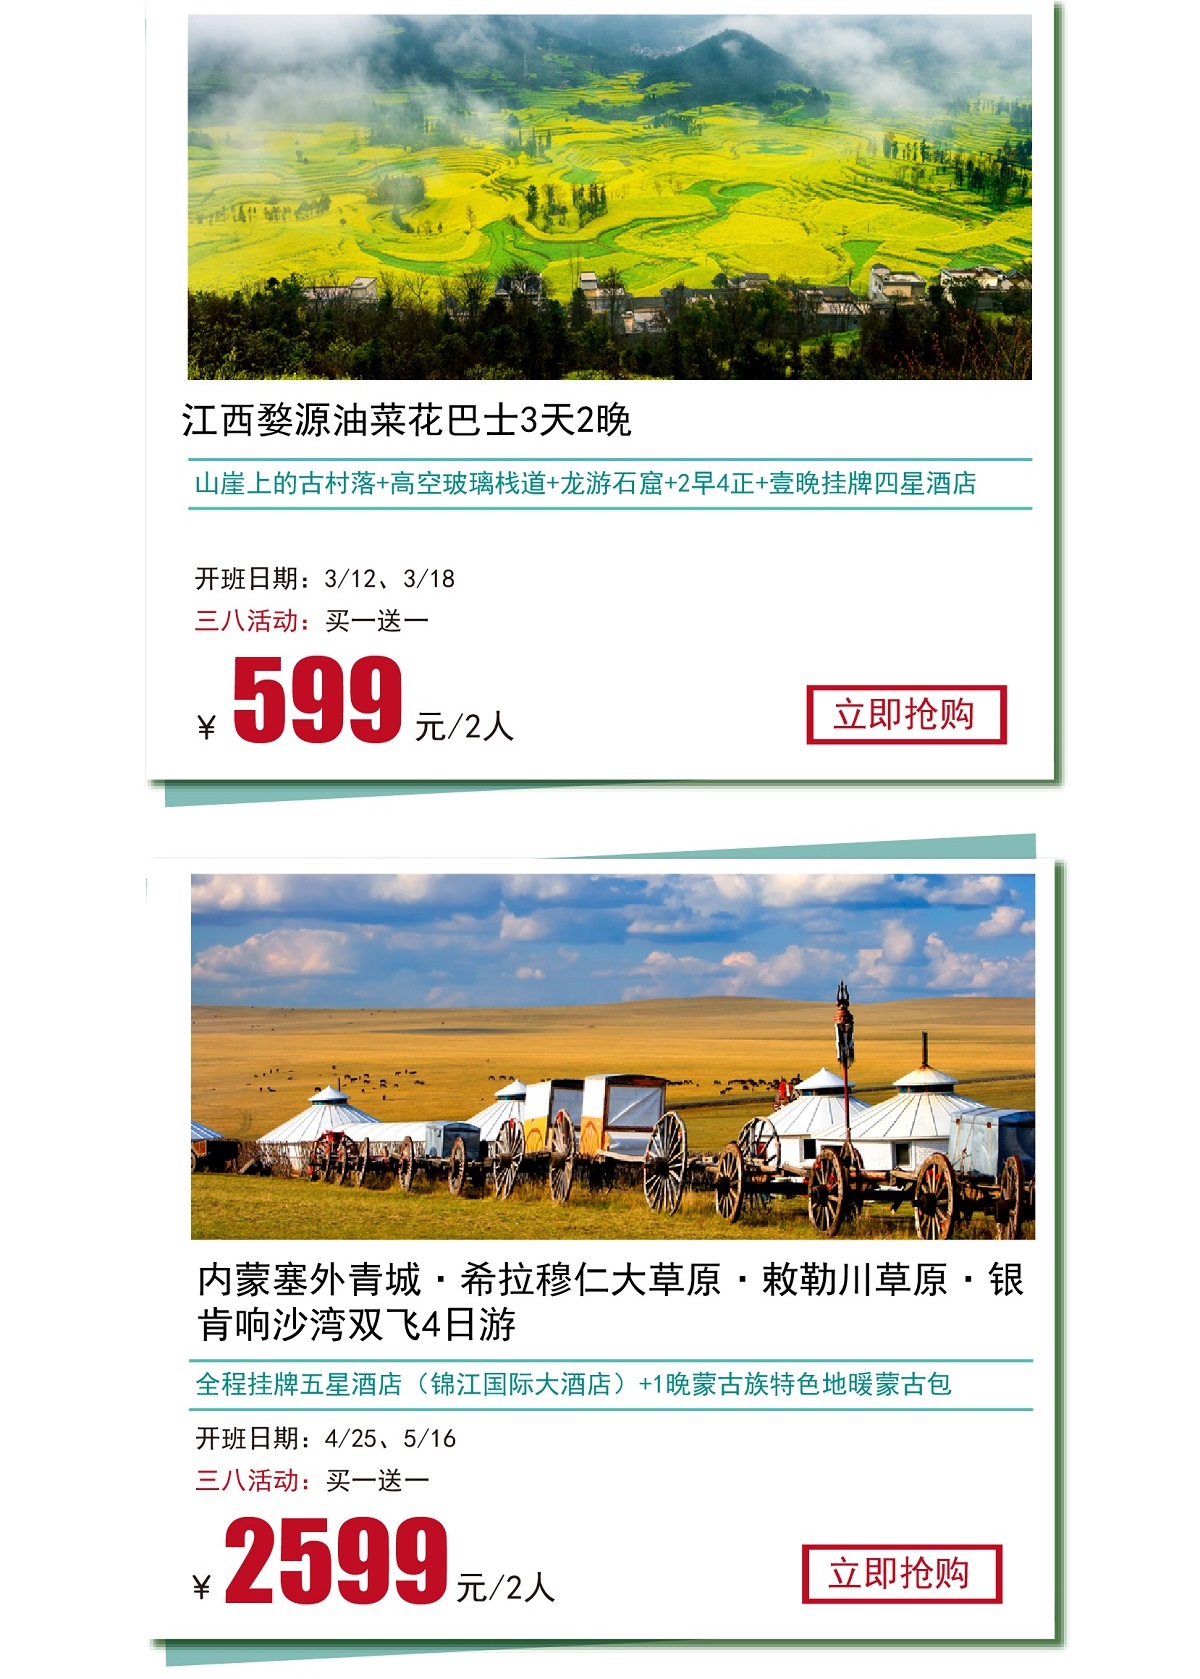 江西婺源油菜花巴士3天2晚
山崖上的古村落+高空玻璃栈道+龙游石窟+2早4正+壹晚挂牌四星酒店
开班日期：3/12、3/18
三八活动：买一送一
¥ 599 元/2人
立即抢购
内蒙塞外青城·希拉穆仁大草原·敕勒川草原·银
肯响沙湾双飞4日游
全程挂牌五星酒店（锦江国际大酒店）+1晚蒙古族特色地暖蒙古包
开班日期：4/25、5/16
三八活动：买一送一
¥ 2599 元/2人
立即抢购